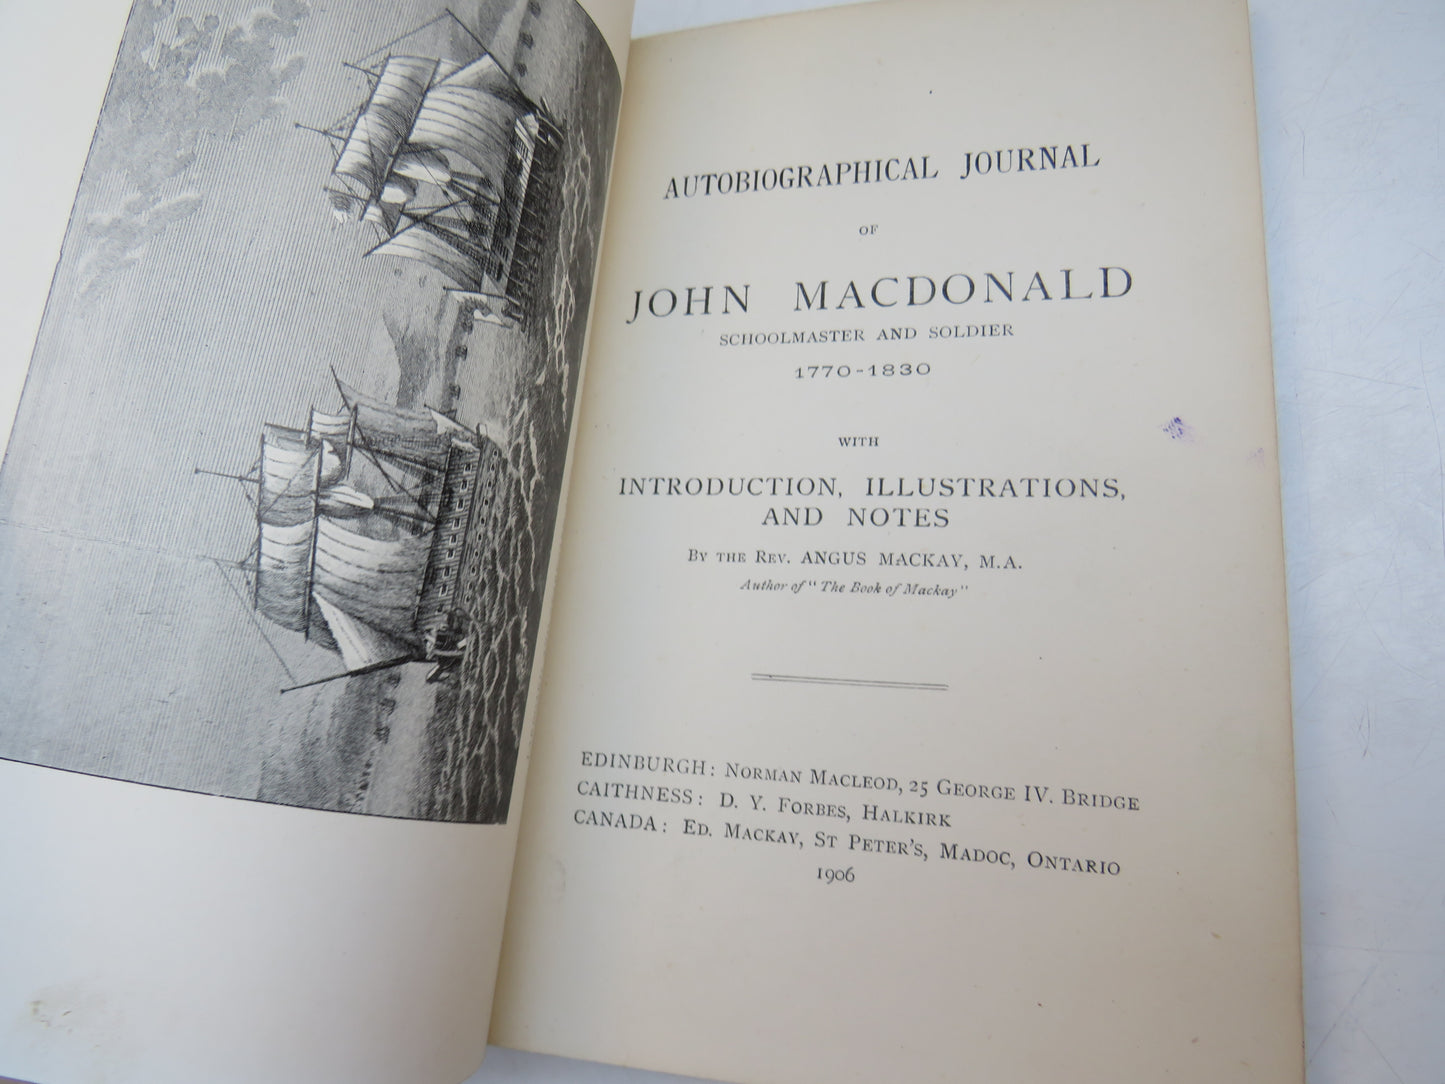 AUTOBIOGRAPHICAL JOURNAL
OF
JOHN MACDONALD
SCHOOLMASTER AND SOLDIER
1770-1830
WITH
INTRODUCTION, ILLUSTRATIONS,
AND NOTES
BY THE REV. ANGUS MACKAY, M.A.
Author of "The Book of Mackay"
EDINBURGH: NORMAN MACLEOD, 25 GEORGE IV. BRIDGE
CAITHNESS: D. Y. FORBES, HALKIRK
CANADA: ED. MACKAY, ST PETER'S, MADOC, ONTARIO
1906